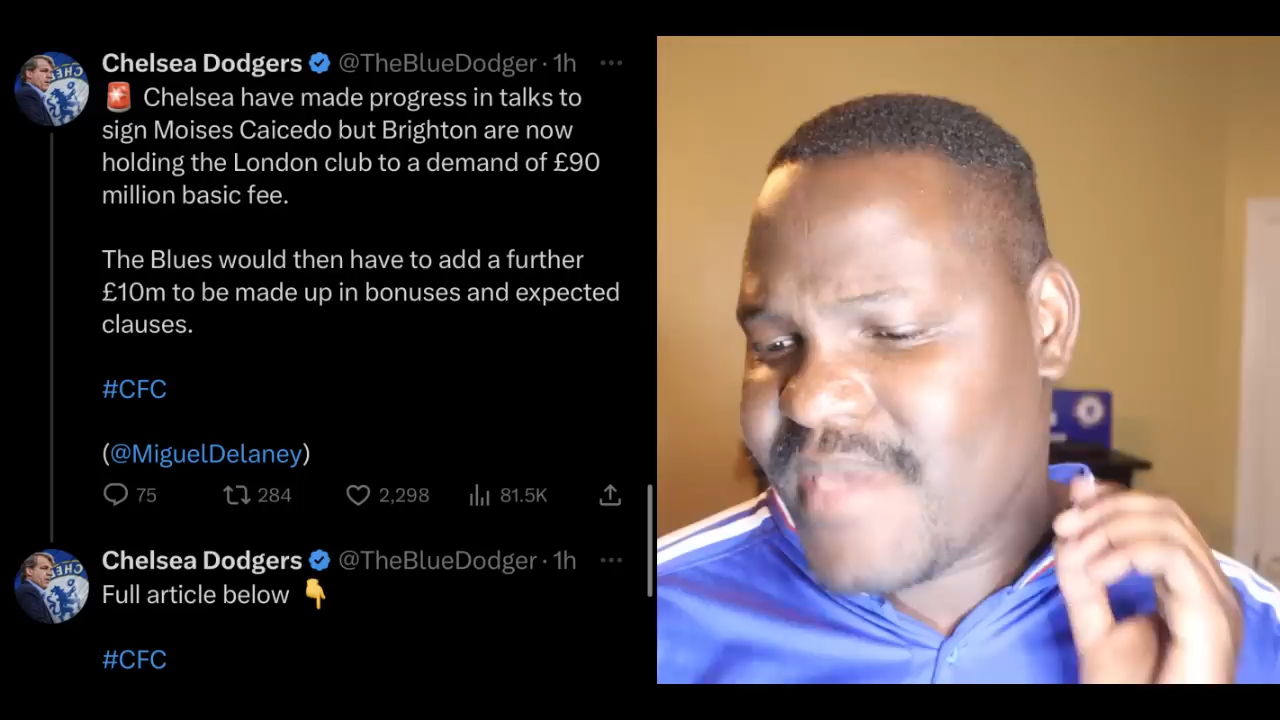 Chelsea Dodgers @TheBlueDodger · 1h
🚨 Chelsea have made progress in talks to
sign Moises Caicedo but Brighton are now
holding the London club to a demand of £90
million basic fee.
The Blues would then have to add a further
£10m to be made up in bonuses and expected
clauses.
#CFC
(@MiguelDelaney)
75 284 2,298 81.5K
Chelsea Dodgers @TheBlueDodger · 1h
Full article below 👇
#CFC